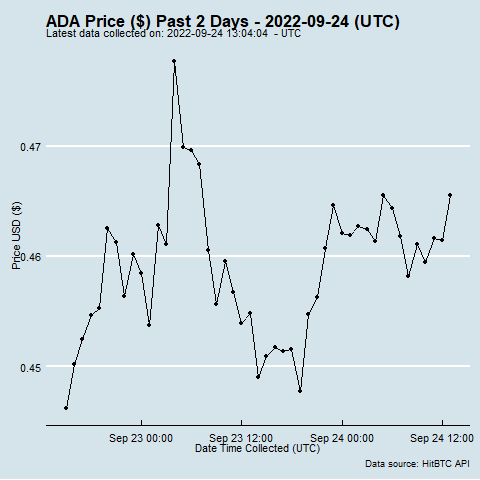 ADA Price ($) Past 2 Days - 2022-09-24 (UTC)
Latest data collected on: 2022-09-24 13:04:04 - UTC
0.47
0.46
0.45
Price USD ($)
Sep 23 00:00
Sep 23 12:00
Sep 24 00:00
Sep 24 12:00
Date Time Collected (UTC)
Data source: HitBTC API